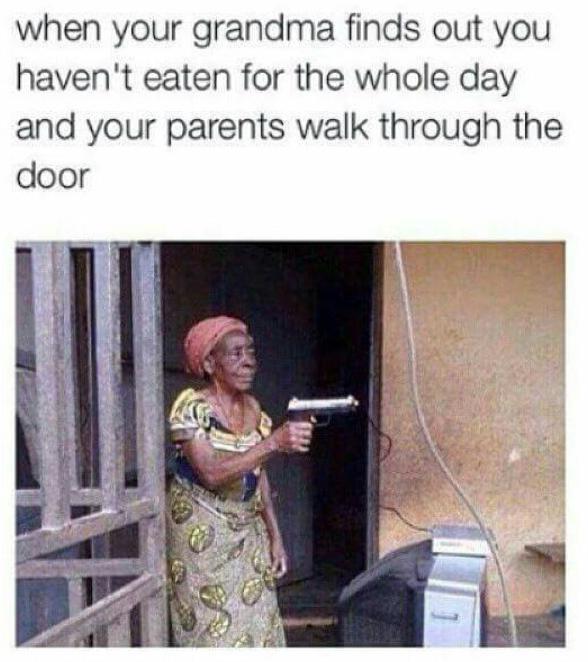 when your grandma finds out you
haven't eaten for the whole day
and your parents walk through the
door